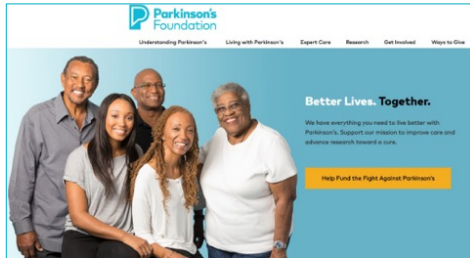 Parkinson's
Foundation
Understanding Parkinson's Living with Parkinson's Expert Care Research Get Involved Ways to Give
Better Lives. Together.
We have everything you need to live better with
Parkinson's. Support our mission to improve care and
advance research toward a cure.
Help Fund the Fight Against Parkinson's